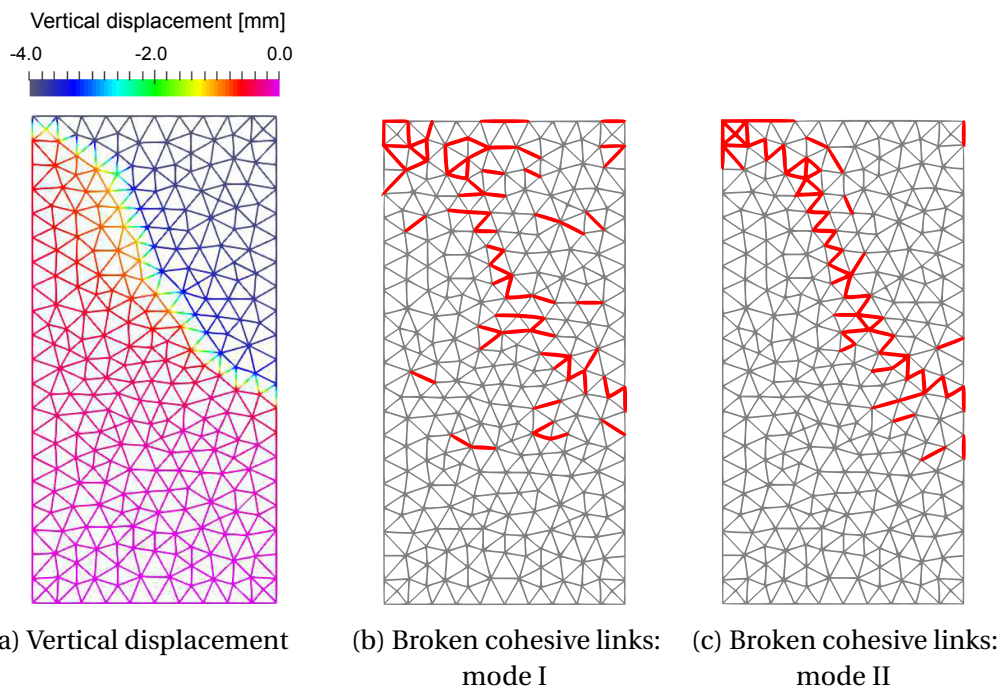 Vertical displacement [mm]
-4.0 -2.0 0.0
a) Vertical displacement
(b) Broken cohesive links:
mode I
(c) Broken cohesive links:
mode II